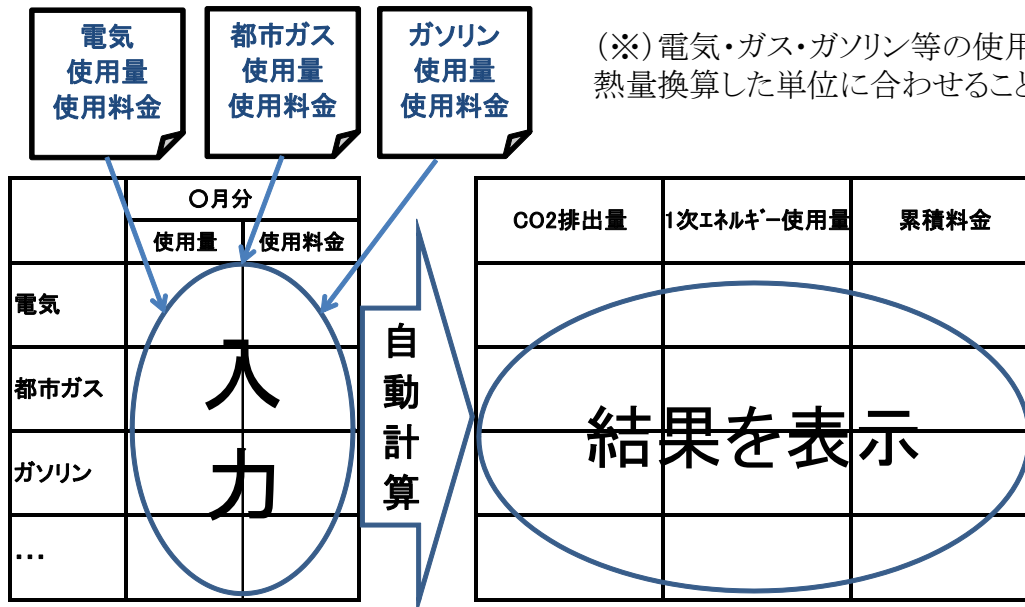 電気
使用量
使用料金
都市ガス
使用量
使用料金
ガソリン
使用量
使用料金
(※)電気・ガス・ガソリン等の使用
熱量換算した単位に合わせること
〇月分
使用量 使用料金
電気
都市ガス
ガソリン
…
入力
自動計算
CO2排出量 1次エネルギー使用量 累積料金
結果を表示